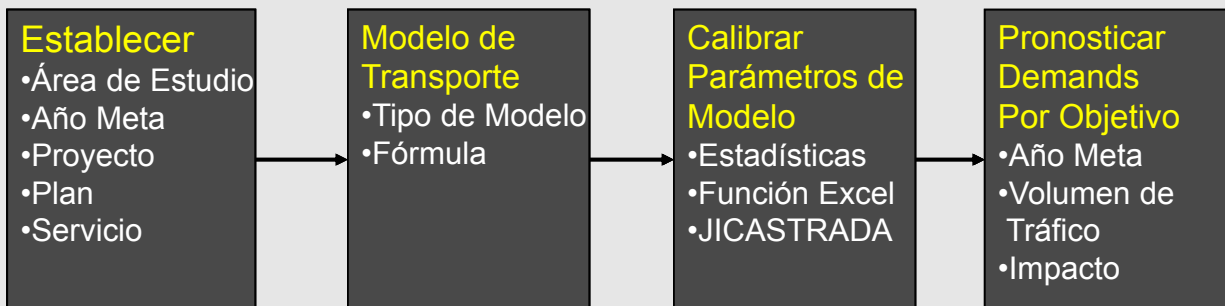 Establecer
•Área de Estudio
•Año Meta
•Proyecto
•Plan
•Servicio
Modelo de
Transporte
•Tipo de Modelo
•Fórmula
Calibrar
Parámetros de
Modelo
•Estadísticas
•Función Excel
•JICASTRADA
Pronosticar
Demands
Por Objetivo
•Año Meta
•Volumen de
Tráfico
•Impacto